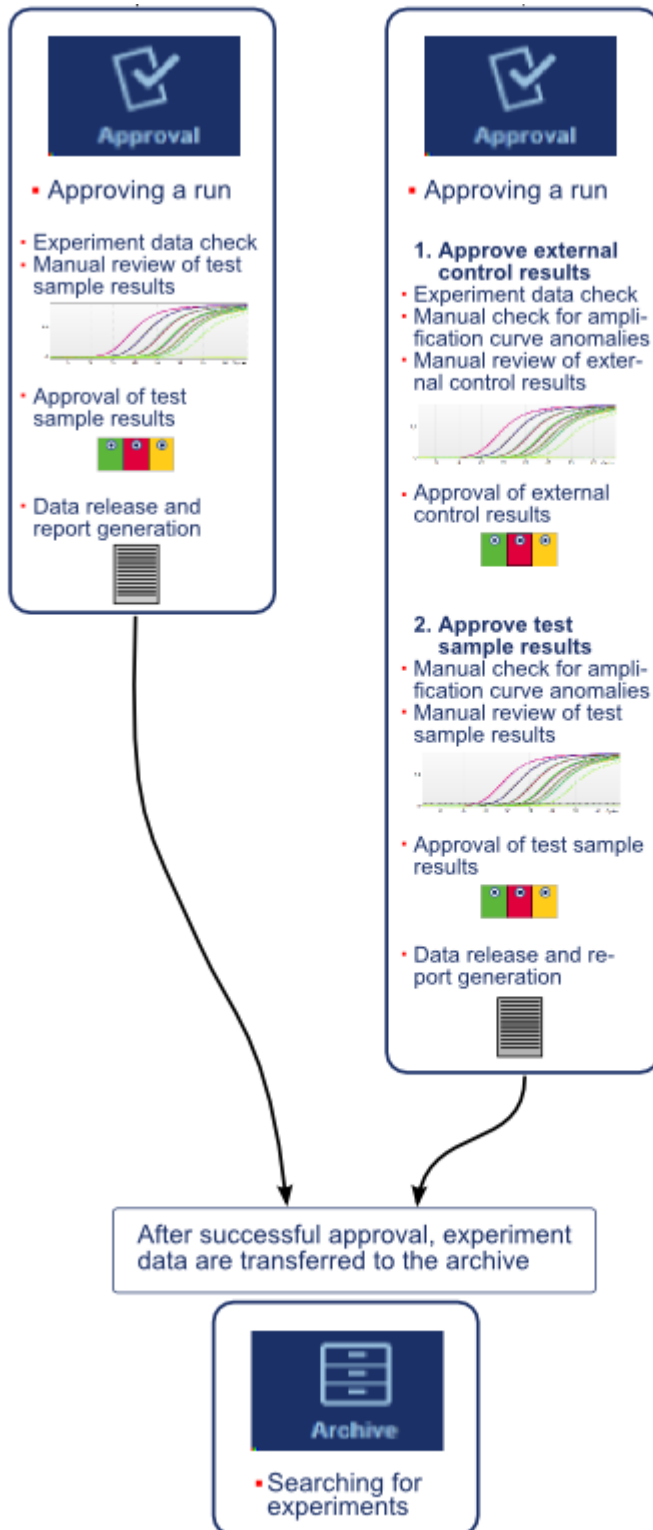 Approval
Approving a run
Experiment data check
Manual review of test
sample results
Approval of test
sample results
Data release and
report generation
Approval
Approving a run
1. Approve external
control results
Experiment data check
Manual check for ampli-
fication curve anomalies
Manual review of exter-
nal control results
Approval of external
control results
2. Approve test
sample results
Manual check for ampli-
fication curve anomalies
Manual review of test
sample results
Approval of test sample
results
Data release and re-
port generation
After successful approval, experiment
data are transferred to the archive
Archive
Searching for
experiments